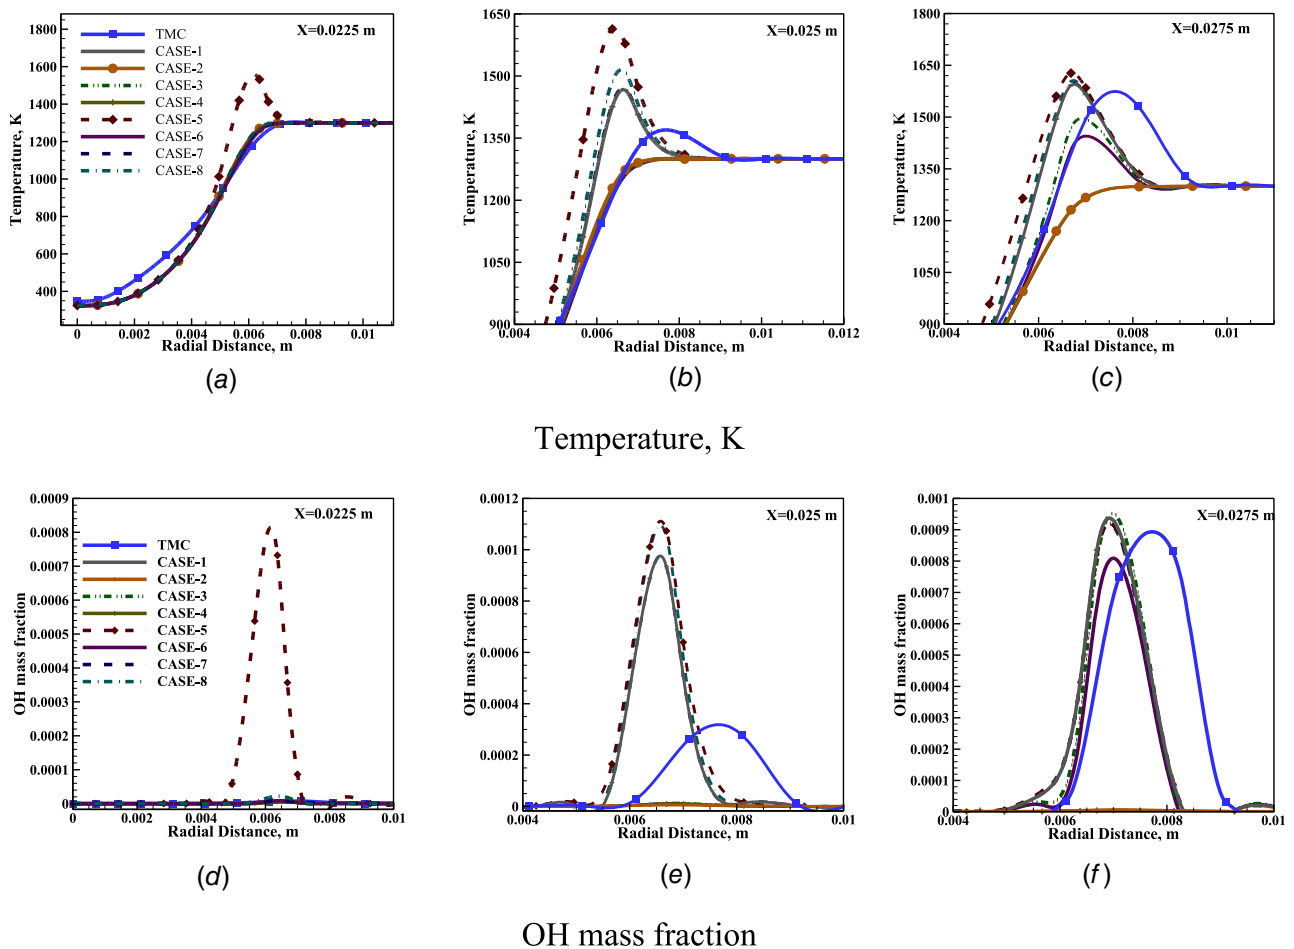 X=0.0225 m
TMC
CASE-1
CASE-2
CASE-3
CASE-4
CASE-5
CASE-6
CASE-7
CASE-8
1800
1600
1400
1200
1000
800
600
400
Temperature, K
0 0.002 0.004 0.006 0.008 0.01
Radial Distance, m
(a)
X=0.025 m
1650
1500
1350
1200
1050
900
Temperature, K
0.004 0.006 0.008 0.01 0.012
Radial Distance, m
(b)
X=0.0275 m
1800
1650
1500
1350
1200
1050
900
Temperature, K
0.004 0.006 0.008 0.01
Radial Distance, m
(c)
Temperature, K
X=0.0225 m
TMC
CASE-1
CASE-2
CASE-3
CASE-4
CASE-5
CASE-6
CASE-7
CASE-8
0.0009
0.0008
0.0007
0.0006
0.0005
0.0004
0.0003
0.0002
0.0001
0
OH mass fraction
0 0.002 0.004 0.006 0.008 0.01
Radial Distance, m
(d)
X=0.025 m
0.0012
0.001
0.0008
0.0006
0.0004
0.0002
0
OH mass fraction
0.004 0.006 0.008 0.01
Radial Distance, m
(e)
X=0.0275 m
0.001
0.0009
0.0008
0.0007
0.0006
0.0005
0.0004
0.0003
0.0002
0.0001
0
OH mass fraction
0.004 0.006 0.008 0.01
Radial Distance, m
(f)
OH mass fraction